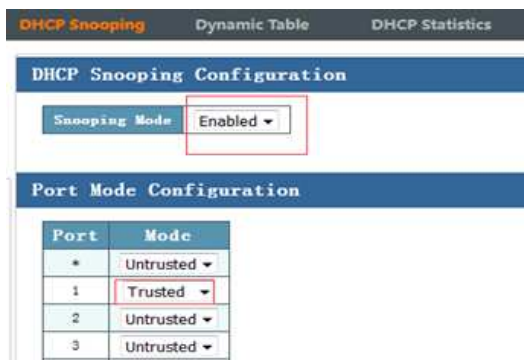 DHCP Snooping Dynamic Table DHCP Statistics
DHCP Snooping Configuration
Snooping Mode Enabled
Port Mode Configuration
Port Mode
* Untrusted
1 Trusted
2 Untrusted
3 Untrusted